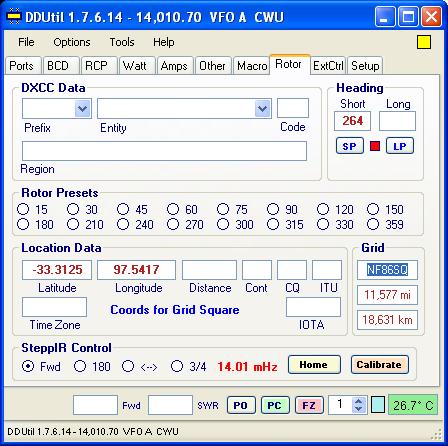 DDUtil 1.7.6.14 - 14,010.70 VFO A CWU
File Options Tools Help
Ports BCD RCP Watt Amps Other Macro Rotor ExtCtrl Setup
DXCC Data
Prefix Entity Code
Region
Heading
Short Long
264
SP LP
Rotor Presets
15 30 45 60 75 90 120 150
180 210 240 270 300 315 330 359
Location Data
-33.3125 97.5417
Latitude Longitude Distance Cont CQ ITU
Coords for Grid Square
Time Zone IOTA
Grid
NF86SQ
11,577 mi
18,631 km
SteppIR Control
Fwd 180 <--> 3/4 14.01 mHz Home Calibrate
Fwd SWR PO PC FZ 1 26.7° C
DDUtil 1.7.6.14 - 14,010.70 VFO A CWU